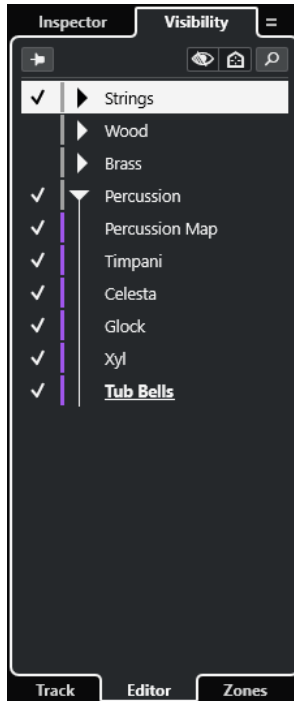 Inspector Visibility
Strings
Wood
Brass
Percussion
Percussion Map
Timpani
Celesta
Glock
Xyl
Tub Bells
Track Editor Zones